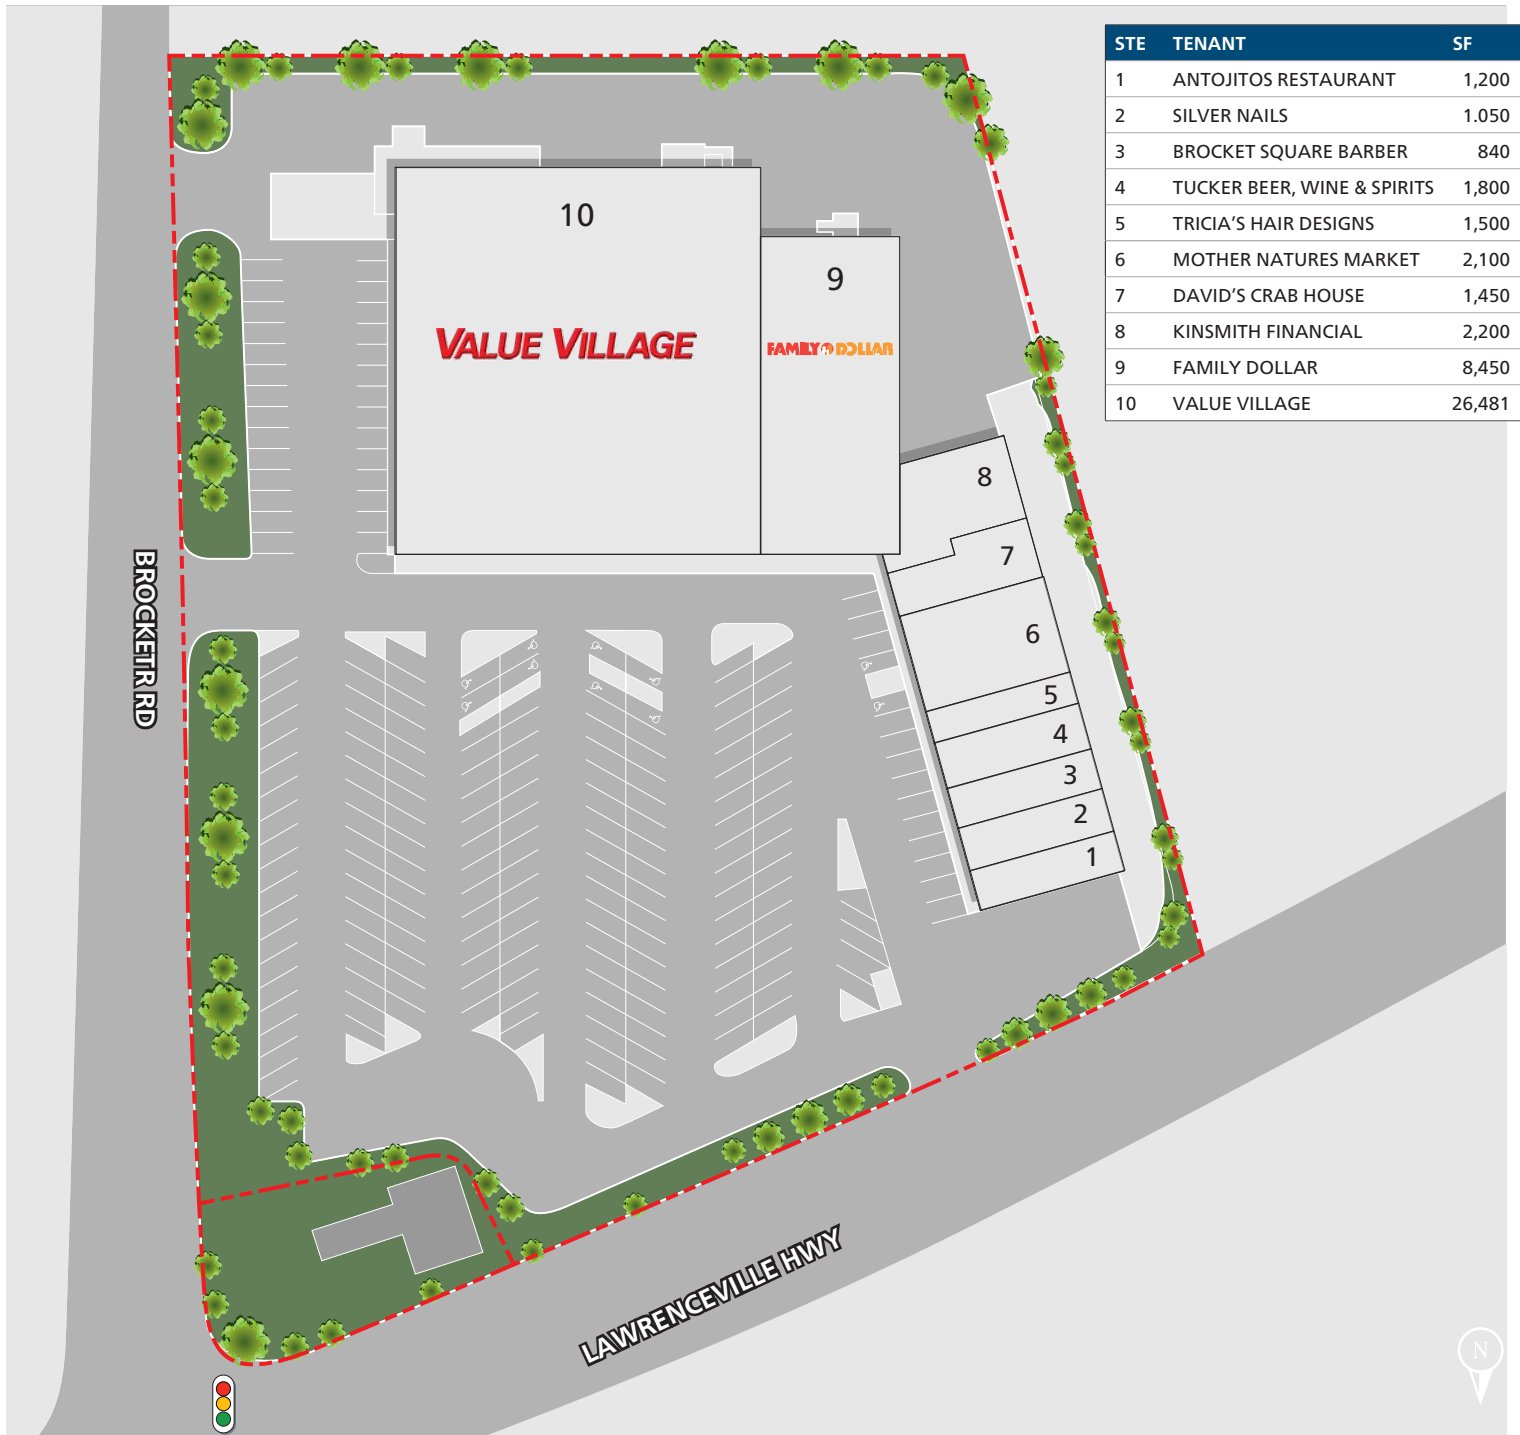 STE TENANT SF
1 ANTOJITOS RESTAURANT 1,200
2 SILVER NAILS 1.050
3 BROCKET SQUARE BARBER 840
4 TUCKER BEER, WINE & SPIRITS 1,800
5 TRICIA'S HAIR DESIGNS 1,500
6 MOTHER NATURES MARKET 2,100
7 DAVID'S CRAB HOUSE 1,450
8 KINSMITH FINANCIAL 2,200
9 FAMILY DOLLAR 8,450
10 VALUE VILLAGE 26,481
10
9
VALUE VILLAGE
FAMILY DOLLAR
8
7
6
5
4
3
2
1
BROCKETR RD
LAWRENCEVILLE HWY
N